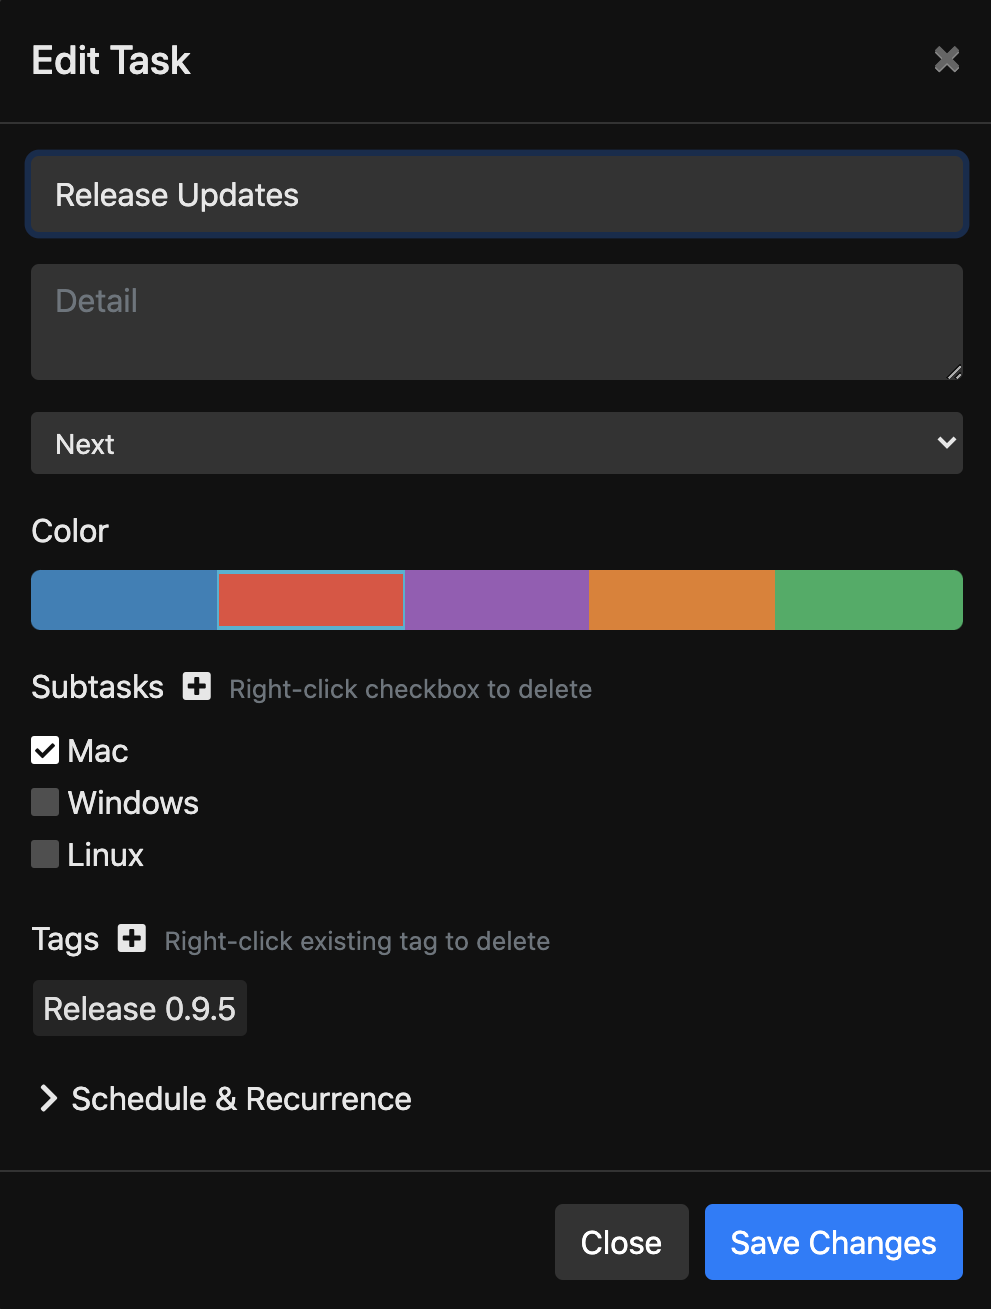 Edit Task
Release Updates
Detail
Next
Color
Subtasks Right-click checkbox to delete
Mac
Windows
Linux
Tags Right-click existing tag to delete
Release 0.9.5
Schedule & Recurrence
Close Save Changes